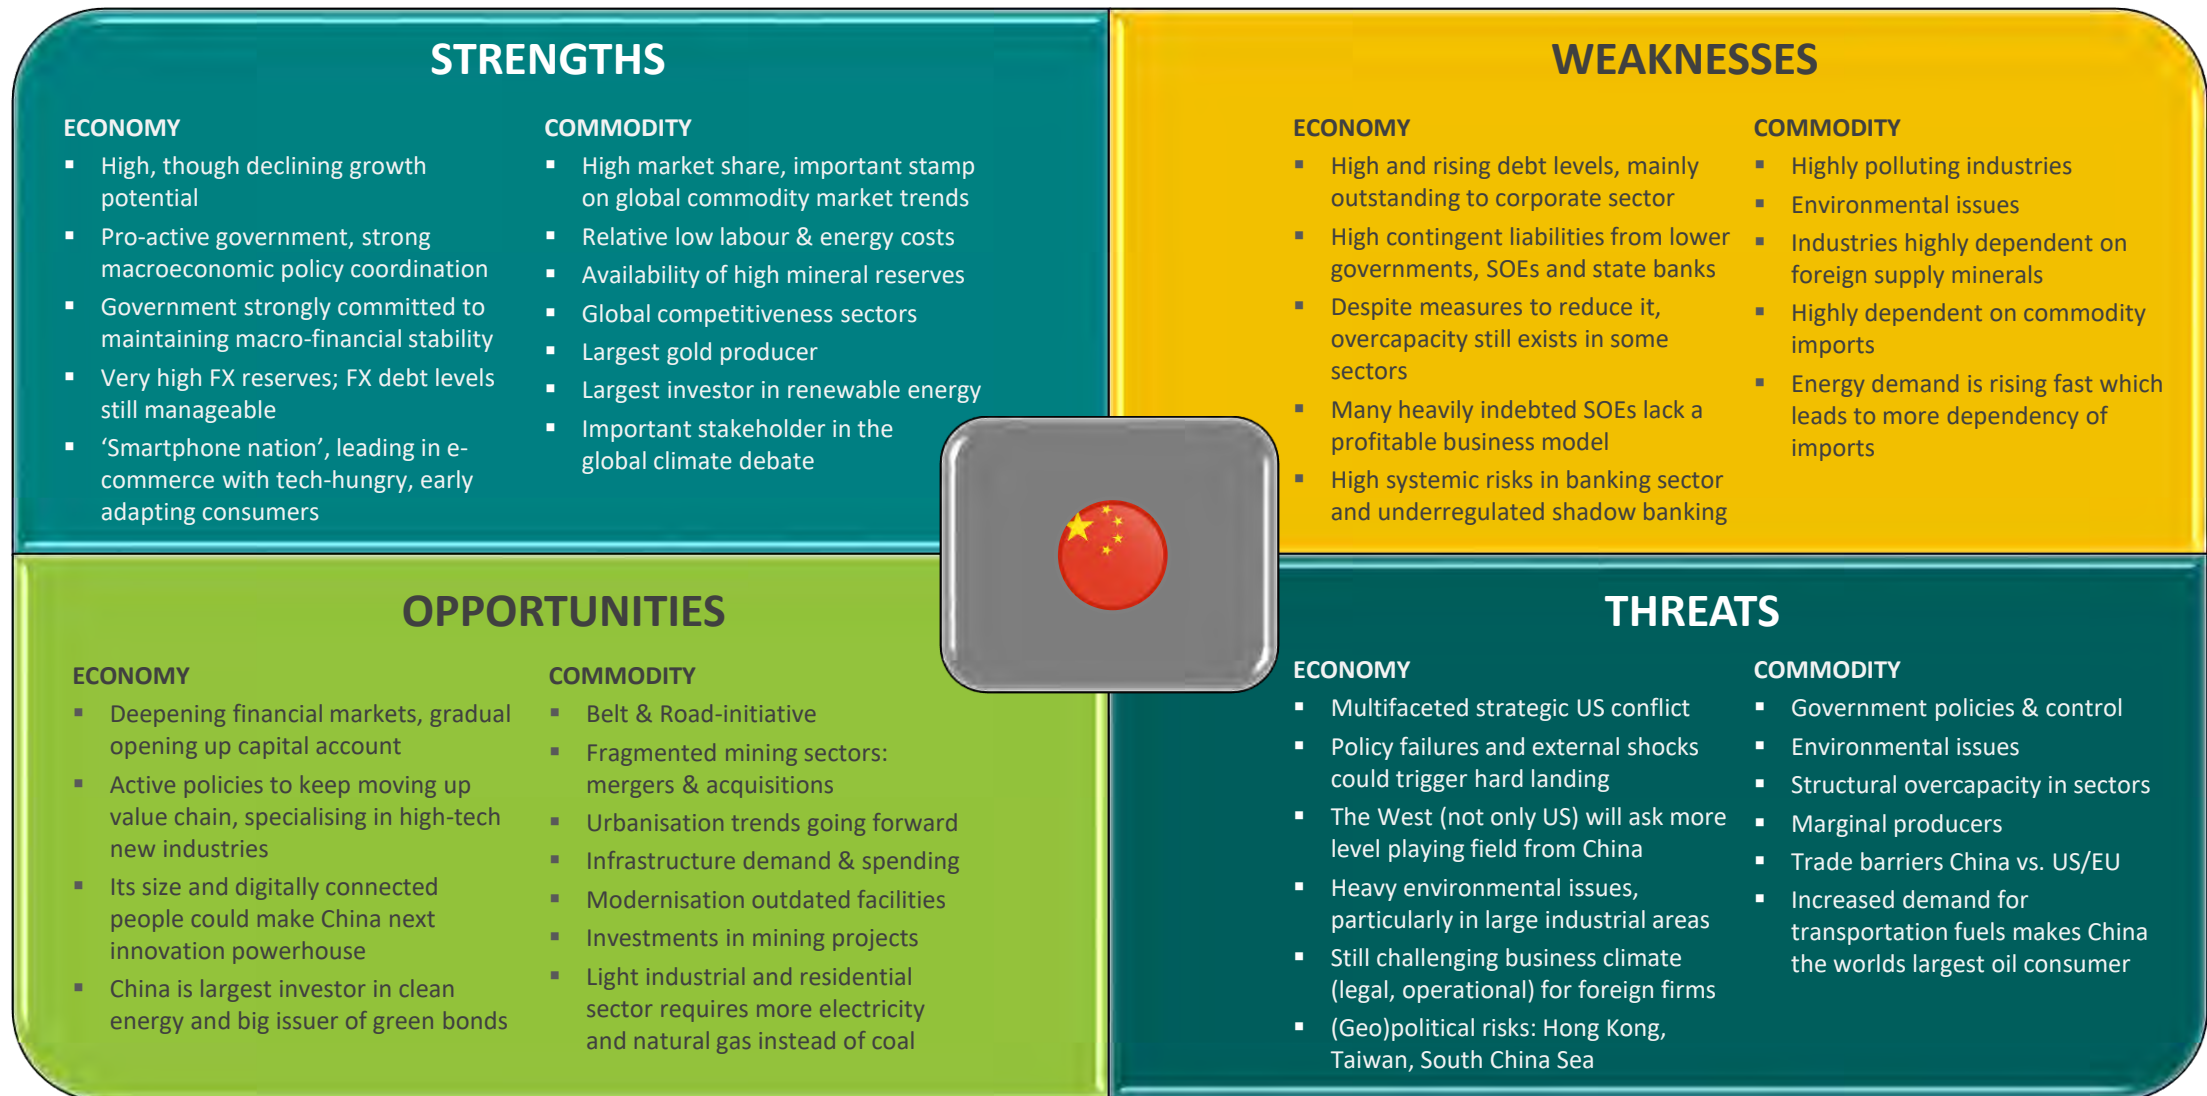 STRENGTHS
ECONOMY
▪ High, though declining growth
potential
▪ Pro-active government, strong
macroeconomic policy coordination
▪ Government strongly committed to
maintaining macro-financial stability
▪ Very high FX reserves; FX debt levels
still manageable
▪ ‘Smartphone nation’, leading in e-
commerce with tech-hungry, early
adapting consumers
COMMODITY
▪ High market share, important stamp
on global commodity market trends
▪ Relative low labour & energy costs
▪ Availability of high mineral reserves
▪ Global competitiveness sectors
▪ Largest gold producer
▪ Largest investor in renewable energy
▪ Important stakeholder in the
global climate debate
WEAKNESSES
ECONOMY
▪ High and rising debt levels, mainly
outstanding to corporate sector
▪ High contingent liabilities from lower
governments, SOEs and state banks
▪ Despite measures to reduce it,
overcapacity still exists in some
sectors
▪ Many heavily indebted SOEs lack a
profitable business model
▪ High systemic risks in banking sector
and underregulated shadow banking
COMMODITY
▪ Highly polluting industries
▪ Environmental issues
▪ Industries highly dependent on
foreign supply minerals
▪ Highly dependent on commodity
imports
▪ Energy demand is rising fast which
leads to more dependency of
imports
OPPORTUNITIES
ECONOMY
▪ Deepening financial markets, gradual
opening up capital account
▪ Active policies to keep moving up
value chain, specialising in high-tech
new industries
▪ Its size and digitally connected
people could make China next
innovation powerhouse
▪ China is largest investor in clean
energy and big issuer of green bonds
COMMODITY
▪ Belt & Road-initiative
▪ Fragmented mining sectors:
mergers & acquisitions
▪ Urbanisation trends going forward
▪ Infrastructure demand & spending
▪ Modernisation outdated facilities
▪ Investments in mining projects
▪ Light industrial and residential
sector requires more electricity
and natural gas instead of coal
THREATS
ECONOMY
▪ Multifaceted strategic US conflict
▪ Policy failures and external shocks
could trigger hard landing
▪ The West (not only US) will ask more
level playing field from China
▪ Heavy environmental issues,
particularly in large industrial areas
▪ Still challenging business climate
(legal, operational) for foreign firms
▪ (Geo)political risks: Hong Kong,
Taiwan, South China Sea
COMMODITY
▪ Government policies & control
▪ Environmental issues
▪ Structural overcapacity in sectors
▪ Marginal producers
▪ Trade barriers China vs. US/EU
▪ Increased demand for
transportation fuels makes China
the worlds largest oil consumer